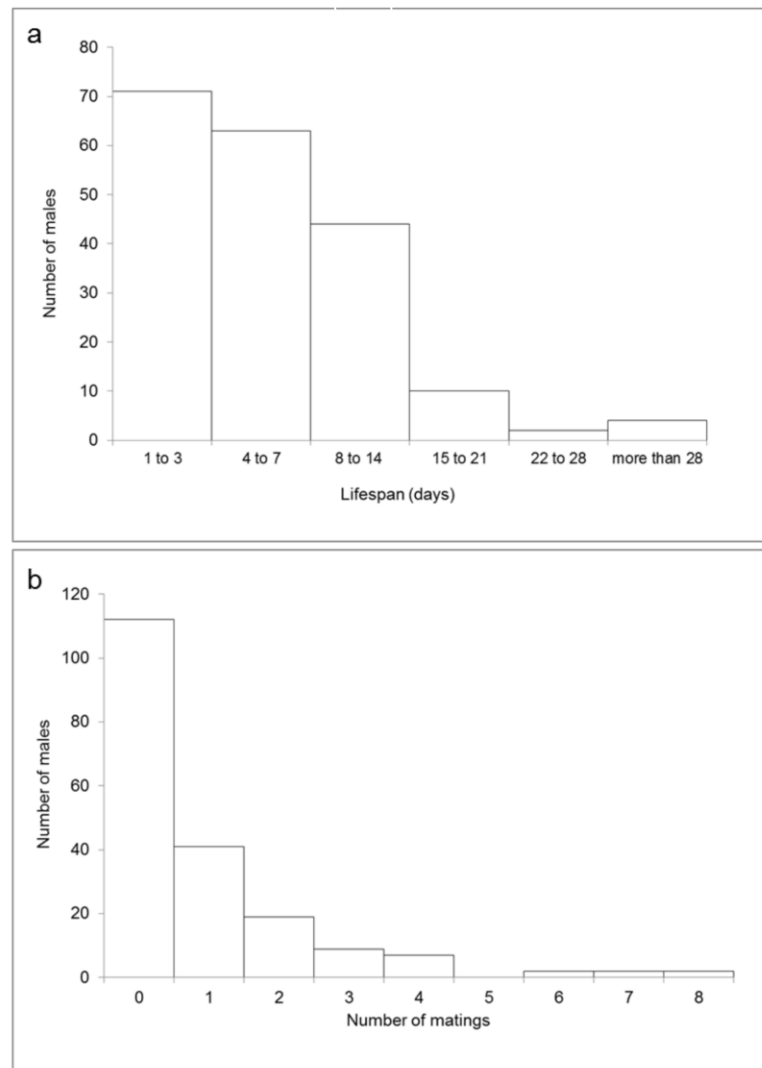 a
80
70
60
50
40
30
20
10
0
Number of males
1 to 3 4 to 7 8 to 14 15 to 21 22 to 28 more than 28
Lifespan (days)
b
120
100
80
60
40
20
0
Number of males
0 1 2 3 4 5 6 7 8
Number of matings